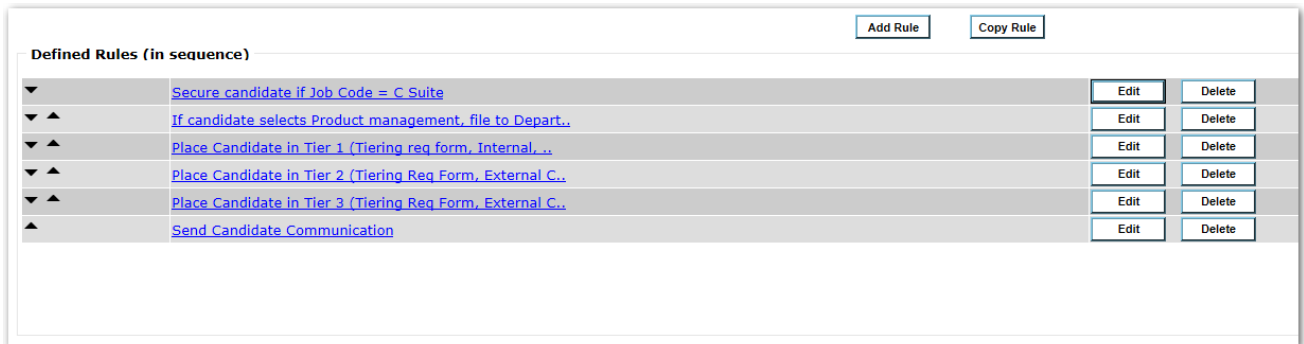 Add Rule Copy Rule
Defined Rules (in sequence)
Secure candidate if Job Code = C Suite Edit Delete
If candidate selects Product management, file to Depart.. Edit Delete
Place Candidate in Tier 1 (Tiering req form, Internal, .. Edit Delete
Place Candidate in Tier 2 (Tiering Req Form, External C.. Edit Delete
Place Candidate in Tier 3 (Tiering Req Form, External C.. Edit Delete
Send Candidate Communication Edit Delete